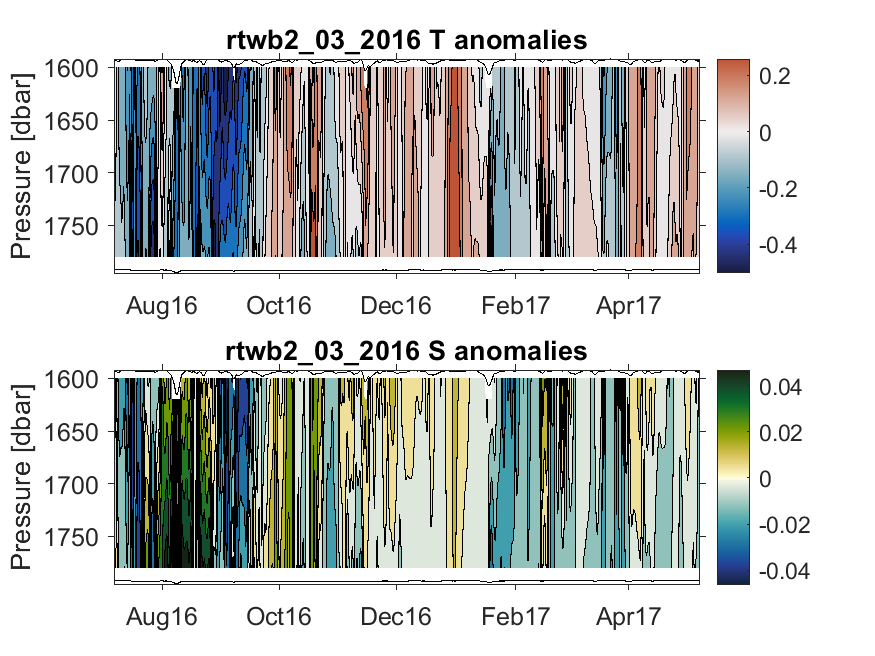 rtwb2_03_2016 T anomalies
Pressure [dbar]
1600
1650
1700
1750
Aug16 Oct16 Dec16 Feb17 Apr17
0.2
0
-0.2
-0.4
rtwb2_03_2016 S anomalies
Pressure [dbar]
1600
1650
1700
1750
Aug16 Oct16 Dec16 Feb17 Apr17
0.04
0.02
0
-0.02
-0.04